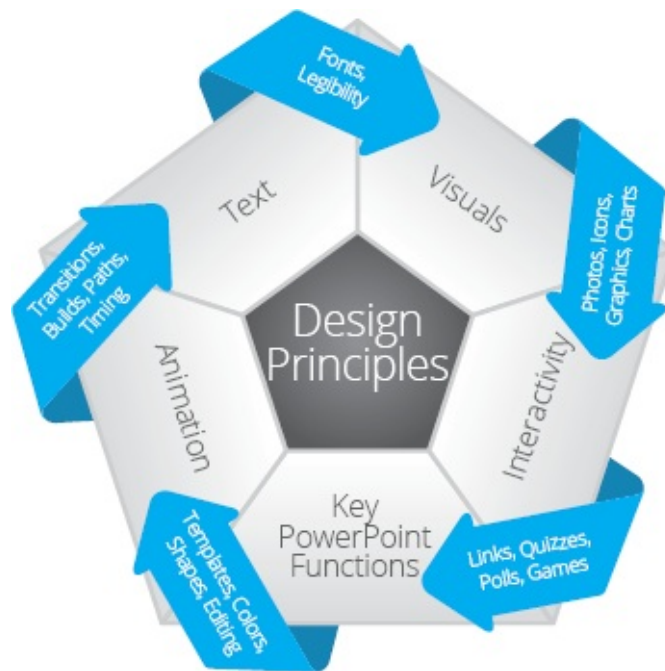 Fonts,
Legibility
Text
Visuals
Photos, Icons,
Graphics, Charts
Transitions,
Builds, Paths,
Timing
Design
Principles
Animation
Interactivity
Key
PowerPoint
Functions
Links, Quizzes,
Polls, Games
Templates, Colors,
Shapes, Editing